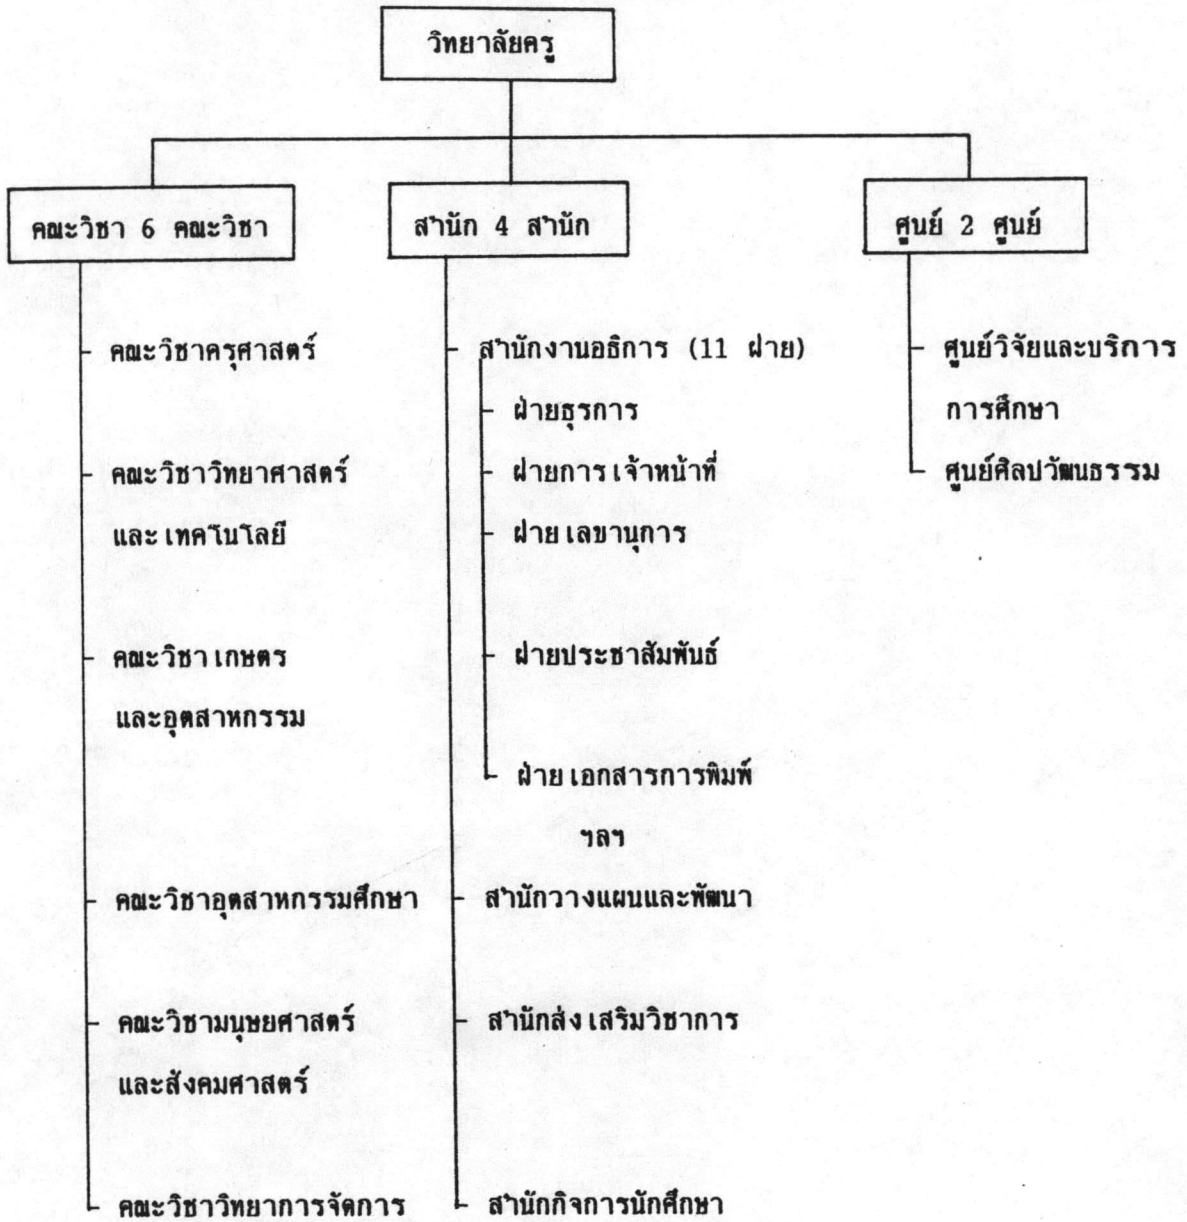 วิทยาลัยครู
คณะวิชา 6 คณะวิชา
คณะวิชาครุศาสตร์
คณะวิชาวิทยาศาสตร์
และเทคโนโลยี
คณะวิชาเกษตร
และอุตสาหกรรม
คณะวิชาอุตสาหกรรมศึกษา
คณะวิชามนุษยศาสตร์
และสังคมศาสตร์
คณะวิชาวิทยาการจัดการ
สำนัก 4 สำนัก
สำนักงานอธิการ (11 ฝ่าย)
ฝ่ายธุรการ
ฝ่ายการเจ้าหน้าที่
ฝ่ายเลขานุการ
ฝ่ายประชาสัมพันธ์
ฝ่ายเอกสารการพิมพ์
ฯลฯ
สำนักวางแผนและพัฒนา
สำนักส่งเสริมวิชาการ
สำนักกิจการนักศึกษา
ศูนย์ 2 ศูนย์
ศูนย์วิจัยและบริการ
การศึกษา
ศูนย์ศิลปวัฒนธรรม